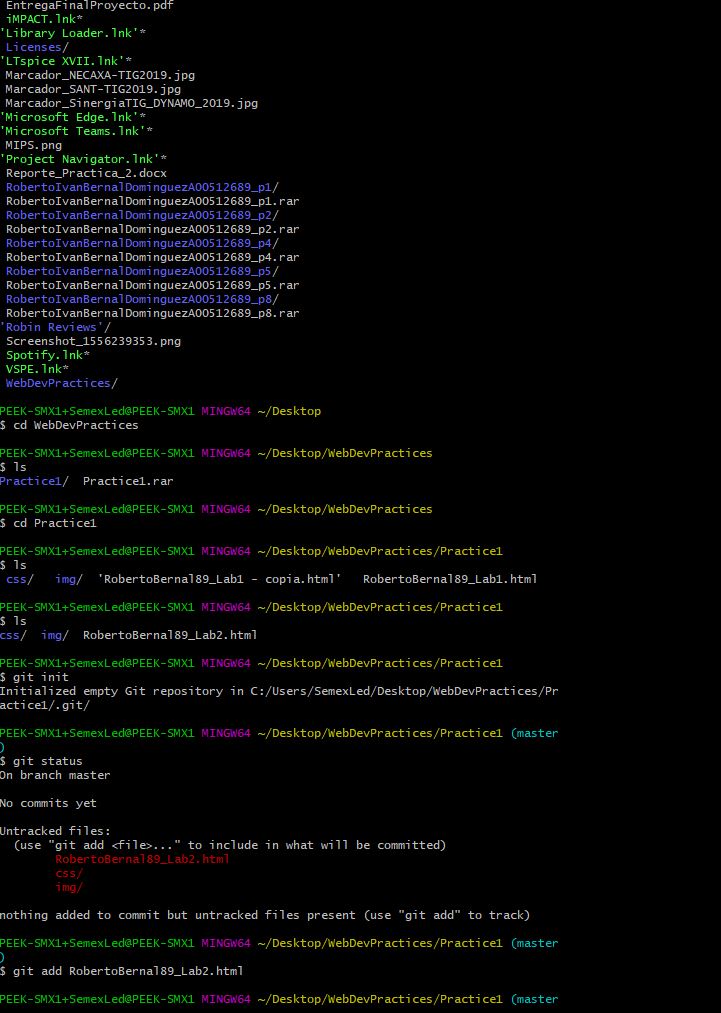 EntregaFinalProyecto.pdf
iMPACT.lnk*
'Library Loader.lnk'*
Licenses/
'LTspice XVII.lnk'*
Marcador_NECAXA-TIG2019.jpg
Marcador_SANT-TIG2019.jpg
Marcador_SinergiaTIG_DYNAMO_2019.jpg
'Microsoft Edge.lnk'*
'Microsoft Teams.lnk'*
MIPS.png
'Project Navigator.lnk'*
Reporte_Practica_2.docx
RobertoIvanBernalDominguezA00512689_p1/
RobertoIvanBernalDominguezA00512689_p1.rar
RobertoIvanBernalDominguezA00512689_p2/
RobertoIvanBernalDominguezA00512689_p2.rar
RobertoIvanBernalDominguezA00512689_p4/
RobertoIvanBernalDominguezA00512689_p4.rar
RobertoIvanBernalDominguezA00512689_p5/
RobertoIvanBernalDominguezA00512689_p5.rar
RobertoIvanBernalDominguezA00512689_p8/
RobertoIvanBernalDominguezA00512689_p8.rar
'Robin Reviews'/
Screenshot_1556239353.png
Spotify.lnk*
VSPE.lnk*
WebDevPractices/
PEEK-SMX1+SemexLed@PEEK-SMX1 MINGW64 ~/Desktop
$ cd WebDevPractices
PEEK-SMX1+SemexLed@PEEK-SMX1 MINGW64 ~/Desktop/WebDevPractices
$ ls
Practice1/  Practice1.rar
PEEK-SMX1+SemexLed@PEEK-SMX1 MINGW64 ~/Desktop/WebDevPractices
$ cd Practice1
PEEK-SMX1+SemexLed@PEEK-SMX1 MINGW64 ~/Desktop/WebDevPractices/Practice1
$ ls
css/   img/  'RobertoBernal89_Lab1 - copia.html'   RobertoBernal89_Lab1.html
PEEK-SMX1+SemexLed@PEEK-SMX1 MINGW64 ~/Desktop/WebDevPractices/Practice1
$ ls
css/  img/  RobertoBernal89_Lab2.html
PEEK-SMX1+SemexLed@PEEK-SMX1 MINGW64 ~/Desktop/WebDevPractices/Practice1
$ git init
Initialized empty Git repository in C:/Users/SemexLed/Desktop/WebDevPractices/Pr
actice1/.git/
PEEK-SMX1+SemexLed@PEEK-SMX1 MINGW64 ~/Desktop/WebDevPractices/Practice1 (master
)
$ git status
On branch master
No commits yet
Untracked files:
(use "git add <file>..." to include in what will be committed)
RobertoBernal89_Lab2.html
css/
img/
nothing added to commit but untracked files present (use "git add" to track)
PEEK-SMX1+SemexLed@PEEK-SMX1 MINGW64 ~/Desktop/WebDevPractices/Practice1 (master
)
$ git add RobertoBernal89_Lab2.html
PEEK-SMX1+SemexLed@PEEK-SMX1 MINGW64 ~/Desktop/WebDevPractices/Practice1 (master